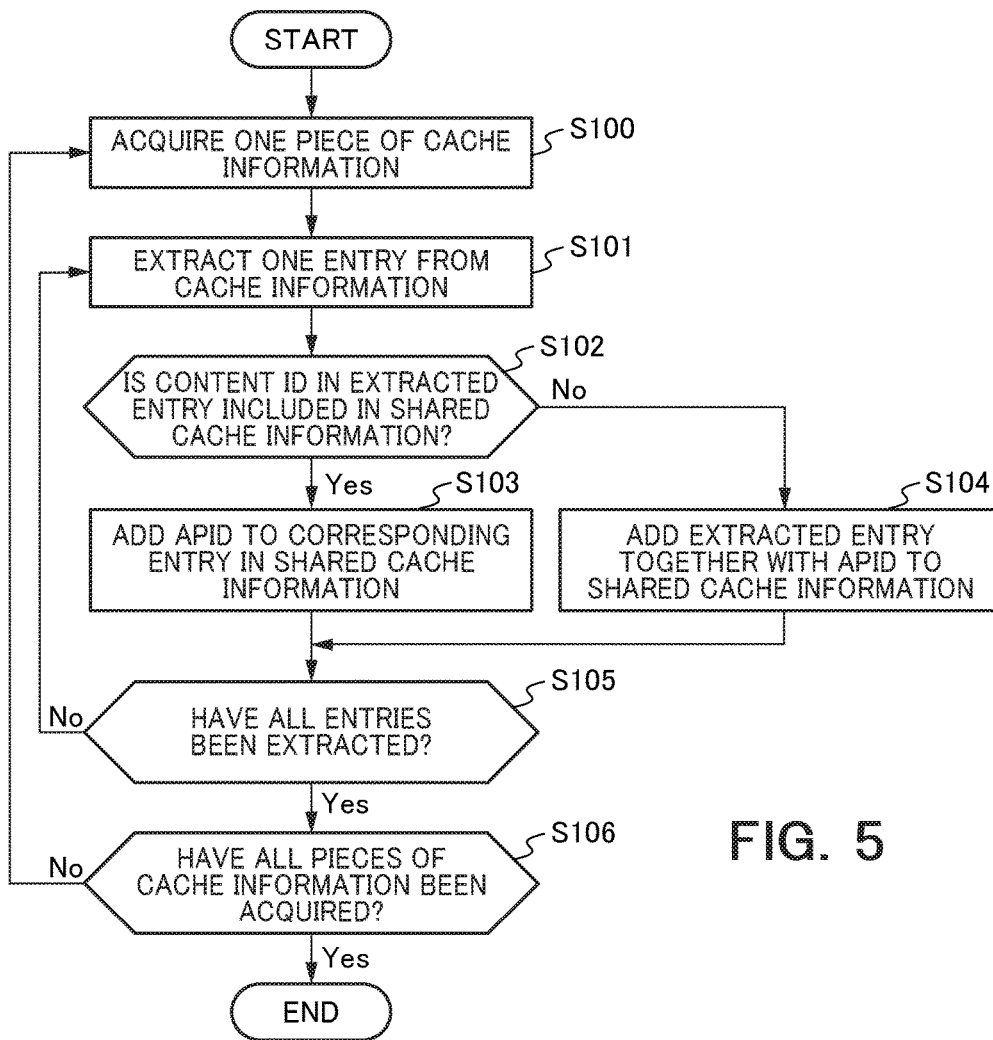 START
S100
ACQUIRE ONE PIECE OF CACHE
INFORMATION
S101
EXTRACT ONE ENTRY FROM
CACHE INFORMATION
S102
IS CONTENT ID IN EXTRACTED
ENTRY INCLUDED IN SHARED
CACHE INFORMATION?
No
Yes
S103
ADD APID TO CORRESPONDING
ENTRY IN SHARED CACHE
INFORMATION
S104
ADD EXTRACTED ENTRY
TOGETHER WITH APID TO
SHARED CACHE INFORMATION
S105
No
HAVE ALL ENTRIES
BEEN EXTRACTED?
Yes
S106
No
HAVE ALL PIECES OF
CACHE INFORMATION BEEN
ACQUIRED?
Yes
END
FIG. 5